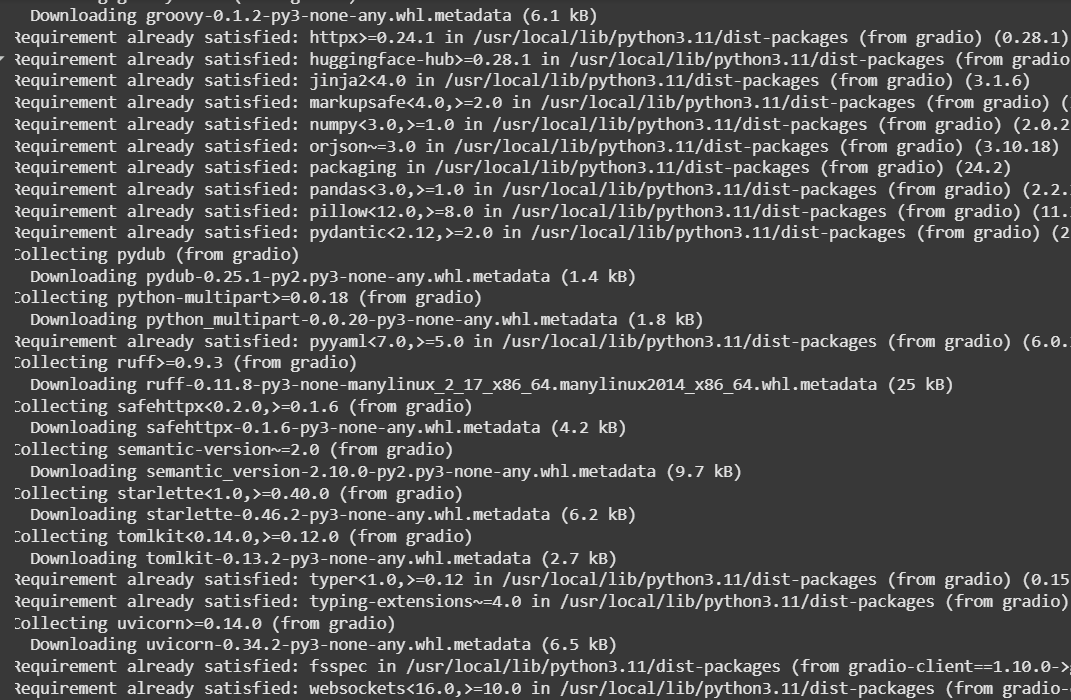 Downloading groovy-0.1.2-py3-none-any.whl.metadata (6.1 kB)
Requirement already satisfied: httpx>=0.24.1 in /usr/local/lib/python3.11/dist-packages (from gradio) (0.28.1)
Requirement already satisfied: huggingface-hub>=0.28.1 in /usr/local/lib/python3.11/dist-packages (from gradio
Requirement already satisfied: jinja2<4.0 in /usr/local/lib/python3.11/dist-packages (from gradio) (3.1.6)
Requirement already satisfied: markupsafe<4.0,>=2.0 in /usr/local/lib/python3.11/dist-packages (from gradio) (
Requirement already satisfied: numpy<3.0,>=1.0 in /usr/local/lib/python3.11/dist-packages (from gradio) (2.0.2
Requirement already satisfied: orjson~=3.0 in /usr/local/lib/python3.11/dist-packages (from gradio) (3.10.18)
Requirement already satisfied: packaging in /usr/local/lib/python3.11/dist-packages (from gradio) (24.2)
Requirement already satisfied: pandas<3.0,>=1.0 in /usr/local/lib/python3.11/dist-packages (from gradio) (2.2.
Requirement already satisfied: pillow<12.0,>=8.0 in /usr/local/lib/python3.11/dist-packages (from gradio) (11.
Requirement already satisfied: pydantic<2.12,>=2.0 in /usr/local/lib/python3.11/dist-packages (from gradio) (2
Collecting pydub (from gradio)
Downloading pydub-0.25.1-py2.py3-none-any.whl.metadata (1.4 kB)
Collecting python-multipart>=0.0.18 (from gradio)
Downloading python_multipart-0.0.20-py3-none-any.whl.metadata (1.8 kB)
Requirement already satisfied: pyyaml<7.0,>=5.0 in /usr/local/lib/python3.11/dist-packages (from gradio) (6.0.
Collecting ruff>=0.9.3 (from gradio)
Downloading ruff-0.11.8-py3-none-manylinux_2_17_x86_64.manylinux2014_x86_64.whl.metadata (25 kB)
Collecting safehttpx<0.2.0,>=0.1.6 (from gradio)
Downloading safehttpx-0.1.6-py3-none-any.whl.metadata (4.2 kB)
Collecting semantic-version~=2.0 (from gradio)
Downloading semantic_version-2.10.0-py2.py3-none-any.whl.metadata (9.7 kB)
Collecting starlette<1.0,>=0.40.0 (from gradio)
Downloading starlette-0.46.2-py3-none-any.whl.metadata (6.2 kB)
Collecting tomlkit<0.14.0,>=0.12.0 (from gradio)
Downloading tomlkit-0.13.2-py3-none-any.whl.metadata (2.7 kB)
Requirement already satisfied: typer<1.0,>=0.12 in /usr/local/lib/python3.11/dist-packages (from gradio) (0.15
Requirement already satisfied: typing-extensions~=4.0 in /usr/local/lib/python3.11/dist-packages (from gradio)
Collecting uvicorn>=0.14.0 (from gradio)
Downloading uvicorn-0.34.2-py3-none-any.whl.metadata (6.5 kB)
Requirement already satisfied: fsspec in /usr/local/lib/python3.11/dist-packages (from gradio-client==1.10.0->
Requirement already satisfied: websockets<16.0,>=10.0 in /usr/local/lib/python3.11/dist-packages (from gradio-